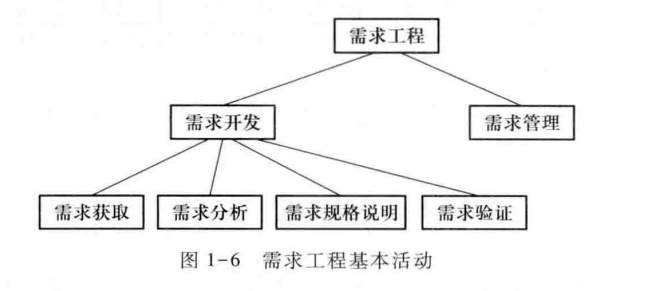 需求工程
需求开发
需求管理
需求获取
需求分析
需求规格说明
需求验证
图 1-6 需求工程基本活动